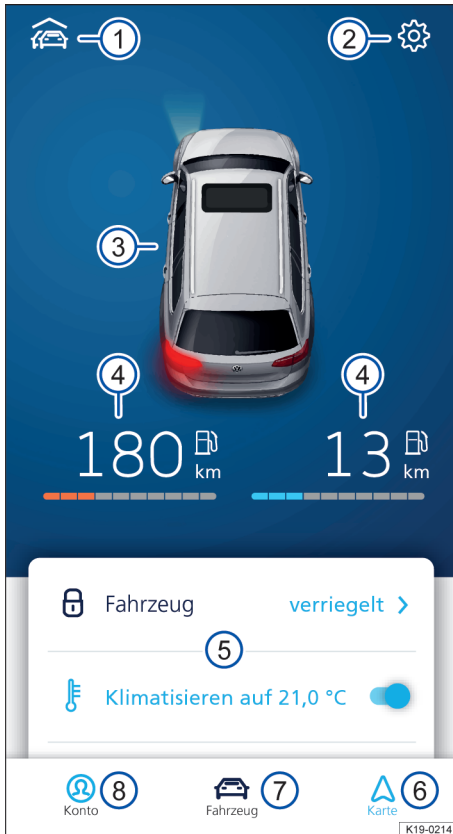 1
2
3
4
4
180 km
13 km
Fahrzeug verriegelt
5
Klimatisieren auf 21,0 °C
8
7
6
Konto
Fahrzeug
Karte
K19-0214